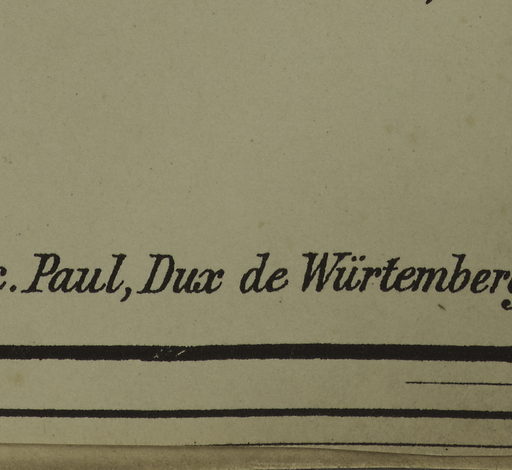 c. Paul, Dux de Würtemberg